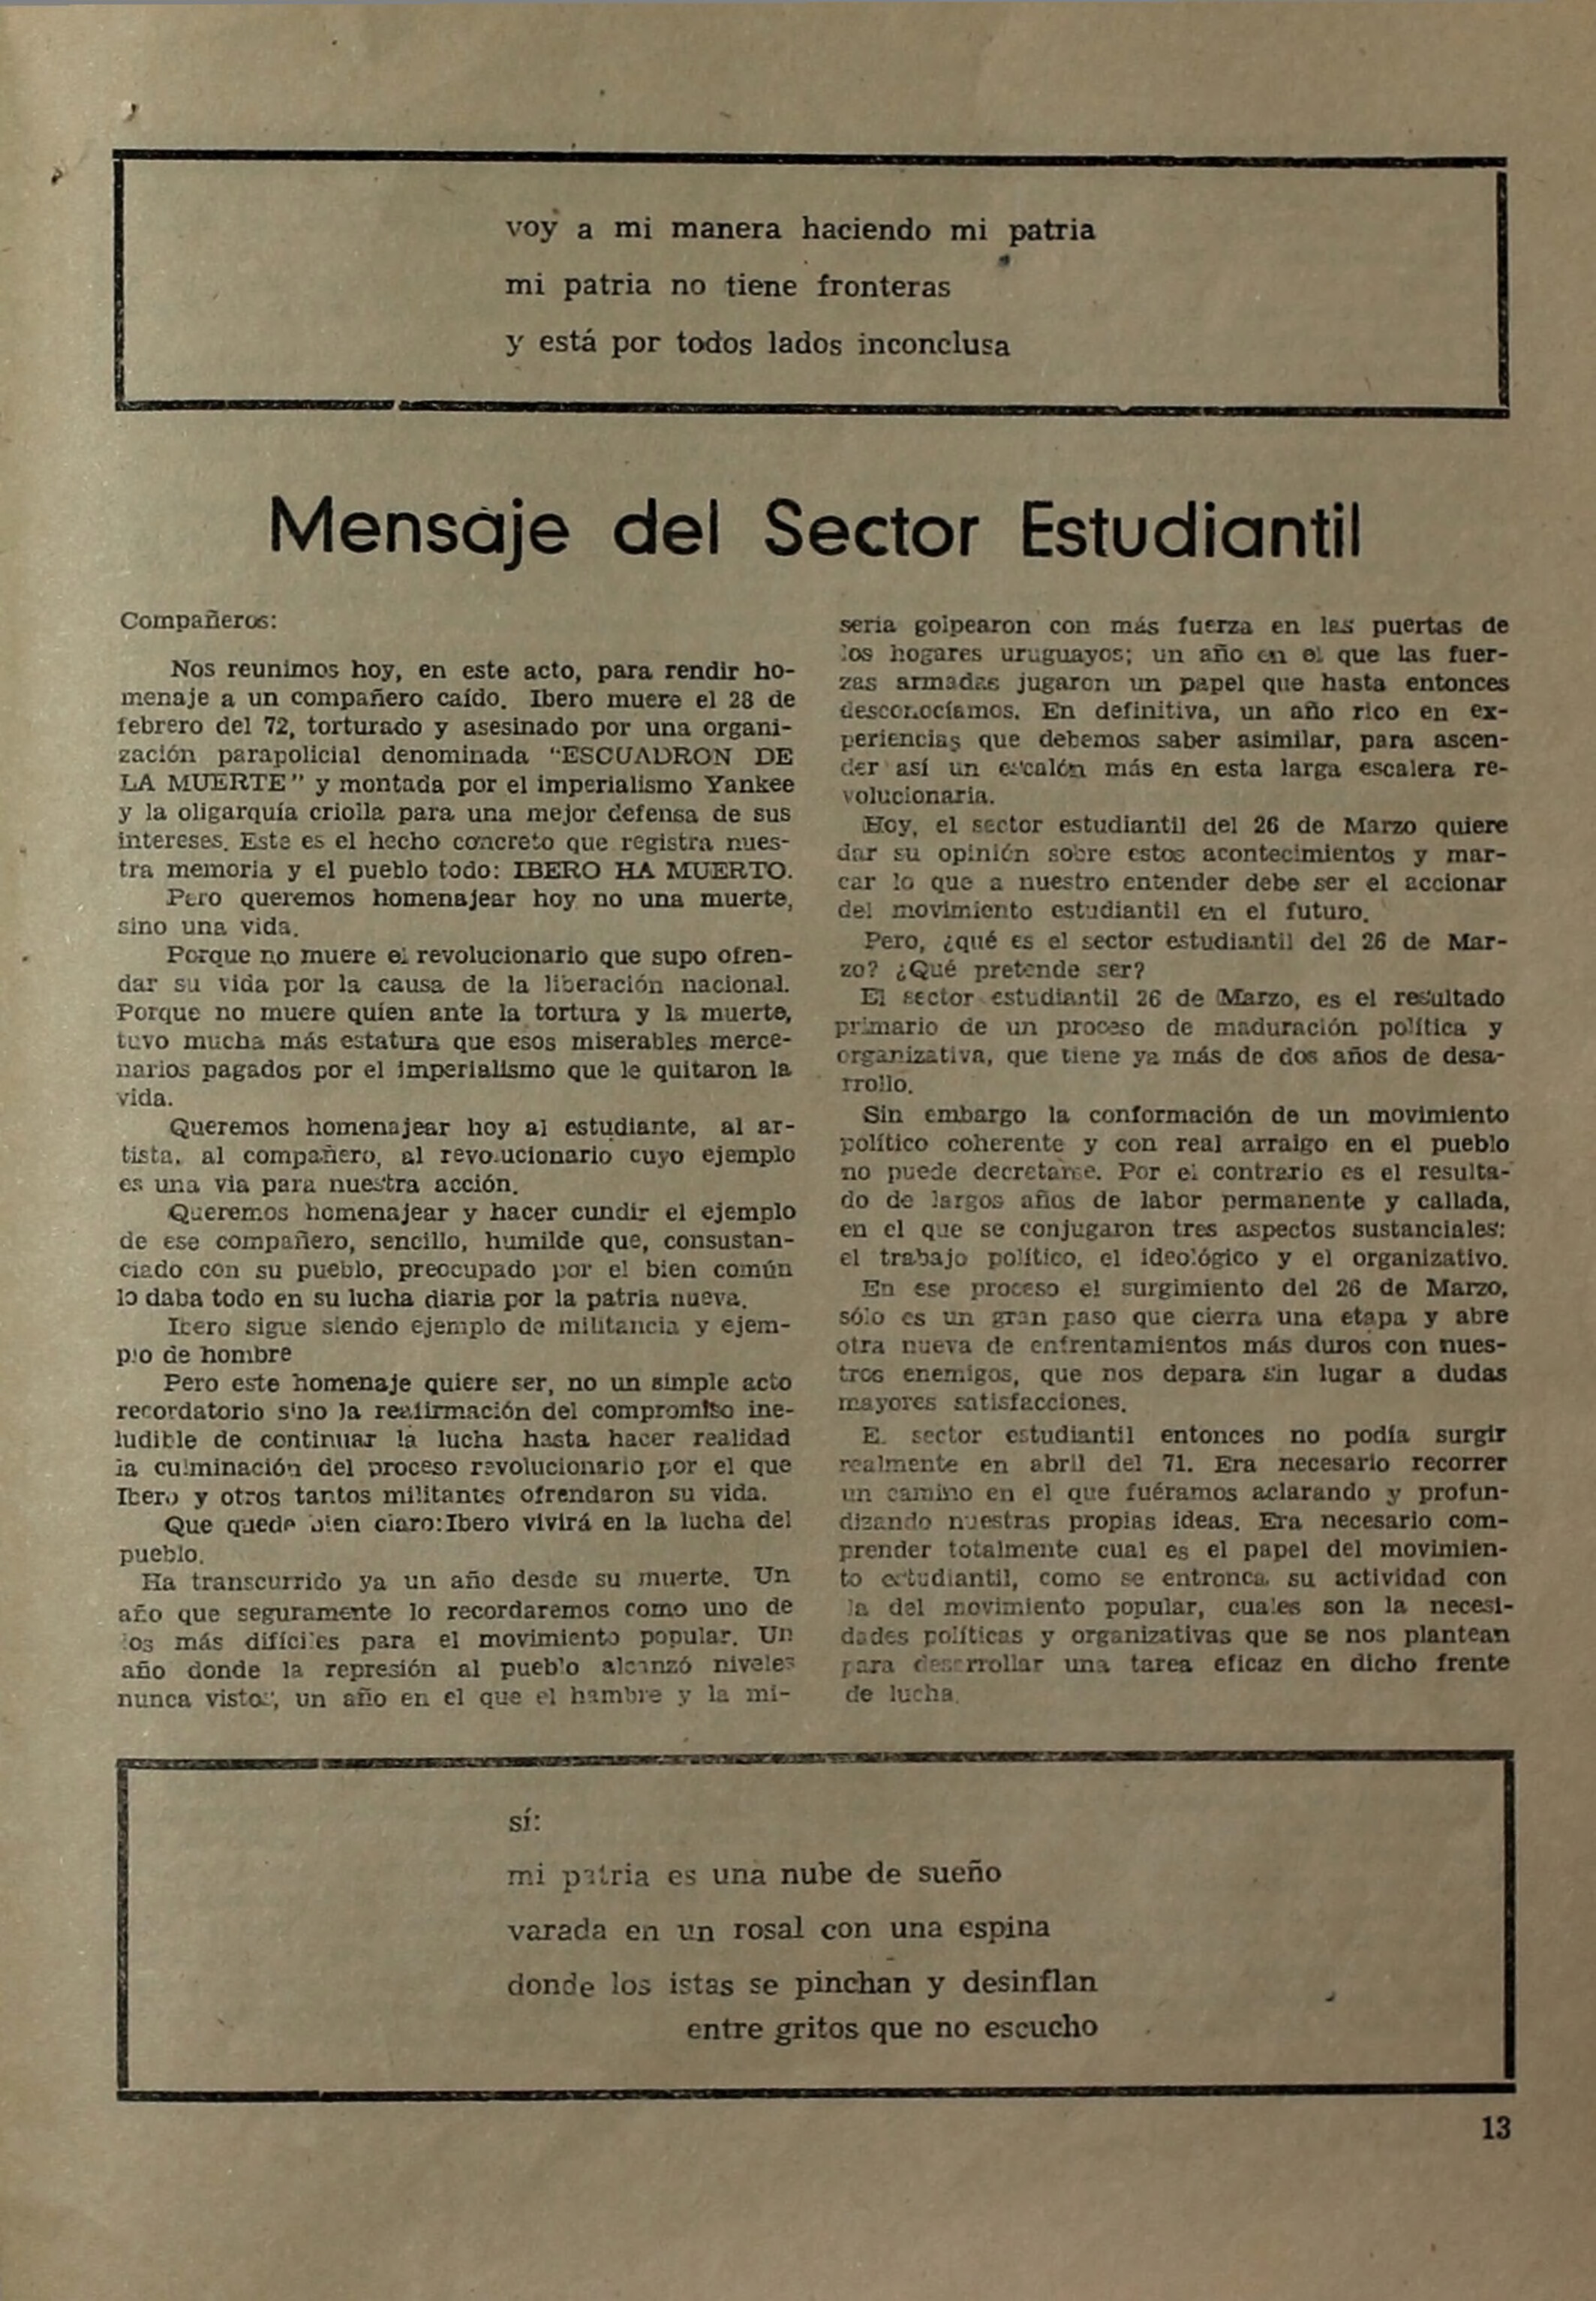 voy a mi manera haciendo mi patria
mi patria no tiene fronteras
y está por todos lados inconclusa
Mensaje del Sector Estudiantil
Compañeros:
Nos reunimos hoy, en este acto, para rendir ho-
menaje a un compañero caído. Ibero muere el 28 de
febrero del 72, torturado y asesinado por una organi-
zación parapolicial denominada "ESCUADRON DE
LA MUERTE" y montada por el imperialismo Yankee
y la oligarquía criolla para una mejor defensa de sus
intereses. Este es el hecho concreto que registra nues-
tra memoria y el pueblo todo: IBERO HA MUERTO.
Pero queremos homenajear hoy no una muerte,
sino una vida.
Porque no muere el revolucionario que supo ofren-
dar su vida por la causa de la liberación nacional.
Porque no muere quien ante la tortura y la muerte,
tuvo mucha más estatura que esos miserables merce-
narios pagados por el imperialismo que le quitaron la
vida.
Queremos homenajear hoy al estudiante, al ar-
tista, al compañero, al revolucionario cuyo ejemplo
es una via para nuestra acción.
Queremos homenajear y hacer cundir el ejemplo
de ese compañero, sencillo, humilde que, consustan-
ciado con su pueblo, preocupado por el bien común
lo daba todo en su lucha diaria por la patria nueva.
Ibero sigue siendo ejemplo de militancia y ejem-
plo de hombre
Pero este homenaje quiere ser, no un simple acto
recordatorio sino la reafirmación del compromiso ine-
ludible de continuar la lucha hasta hacer realidad
la culminación del proceso revolucionario por el que
Ibero y otros tantos militantes ofrendaron su vida.
Que quede bien claro: Ibero vivirá en la lucha del
pueblo.
Ha transcurrido ya un año desde su muerte. Un
año que seguramente lo recordaremos como uno de
los más difíciles para el movimiento popular. Un
año donde la represión al pueblo alcanzó niveles
nunca vistos, un año en el que el hambre y la mi-
seria golpearon con más fuerza en las puertas de
los hogares uruguayos; un año en el que las fuer-
zas armadas jugaron un papel que hasta entonces
desconocíamos. En definitiva, un año rico en ex-
periencias que debemos saber asimilar, para ascen-
der así un escalón más en esta larga escalera re-
volucionaria.
Hoy, el sector estudiantil del 26 de Marzo quiere
dar su opinión sobre estos acontecimientos y mar-
car lo que a nuestro entender debe ser el accionar
del movimiento estudiantil en el futuro.
Pero, ¿qué es el sector estudiantil del 26 de Mar-
zo? ¿Qué pretende ser?
El sector estudiantil 26 de Marzo, es el resultado
primario de un proceso de maduración política y
organizativa, que tiene ya más de dos años de desa-
rrollo.
Sin embargo la conformación de un movimiento
político coherente y con real arraigo en el pueblo
no puede decretarse. Por el contrario es el resulta-
do de largos años de labor permanente y callada,
en el que se conjugaron tres aspectos sustanciales:
el trabajo político, el ideológico y el organizativo.
En ese proceso el surgimiento del 26 de Marzo,
sólo es un gran paso que cierra una etapa y abre
otra nueva de enfrentamientos más duros con nues-
tros enemigos, que nos depara sin lugar a dudas
mayores satisfacciones.
El sector estudiantil entonces no podía surgir
realmente en abril del 71. Era necesario recorrer
un camino en el que fuéramos aclarando y profun-
dizando nuestras propias ideas. Era necesario com-
prender totalmente cual es el papel del movimien-
to estudiantil, como se entronca su actividad con
la del movimiento popular, cuales son la necesi-
dades políticas y organizativas que se nos plantean
para desarrollar una tarea eficaz en dicho frente
de lucha.
sí:
mi patria es una nube de sueño
varada en un rosal con una espina
donde los istas se pinchan y desinflan
entre gritos que no escucho
13